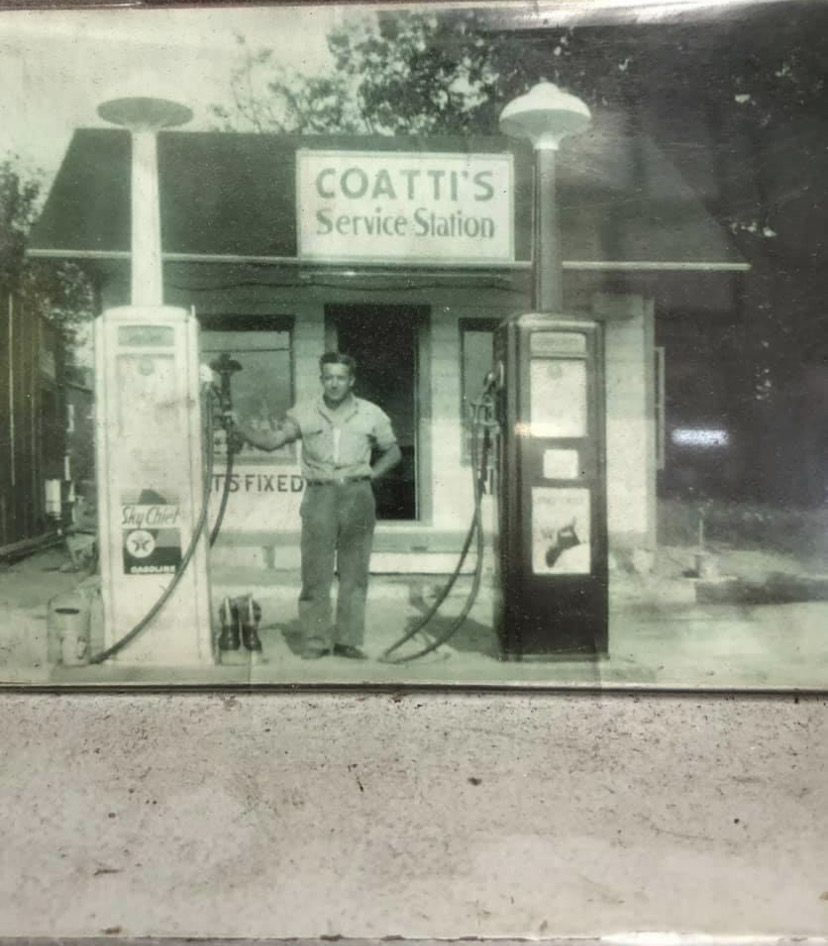 COATTI'S
Service Station
TS FIXED
Sky Chief
GASOLINE